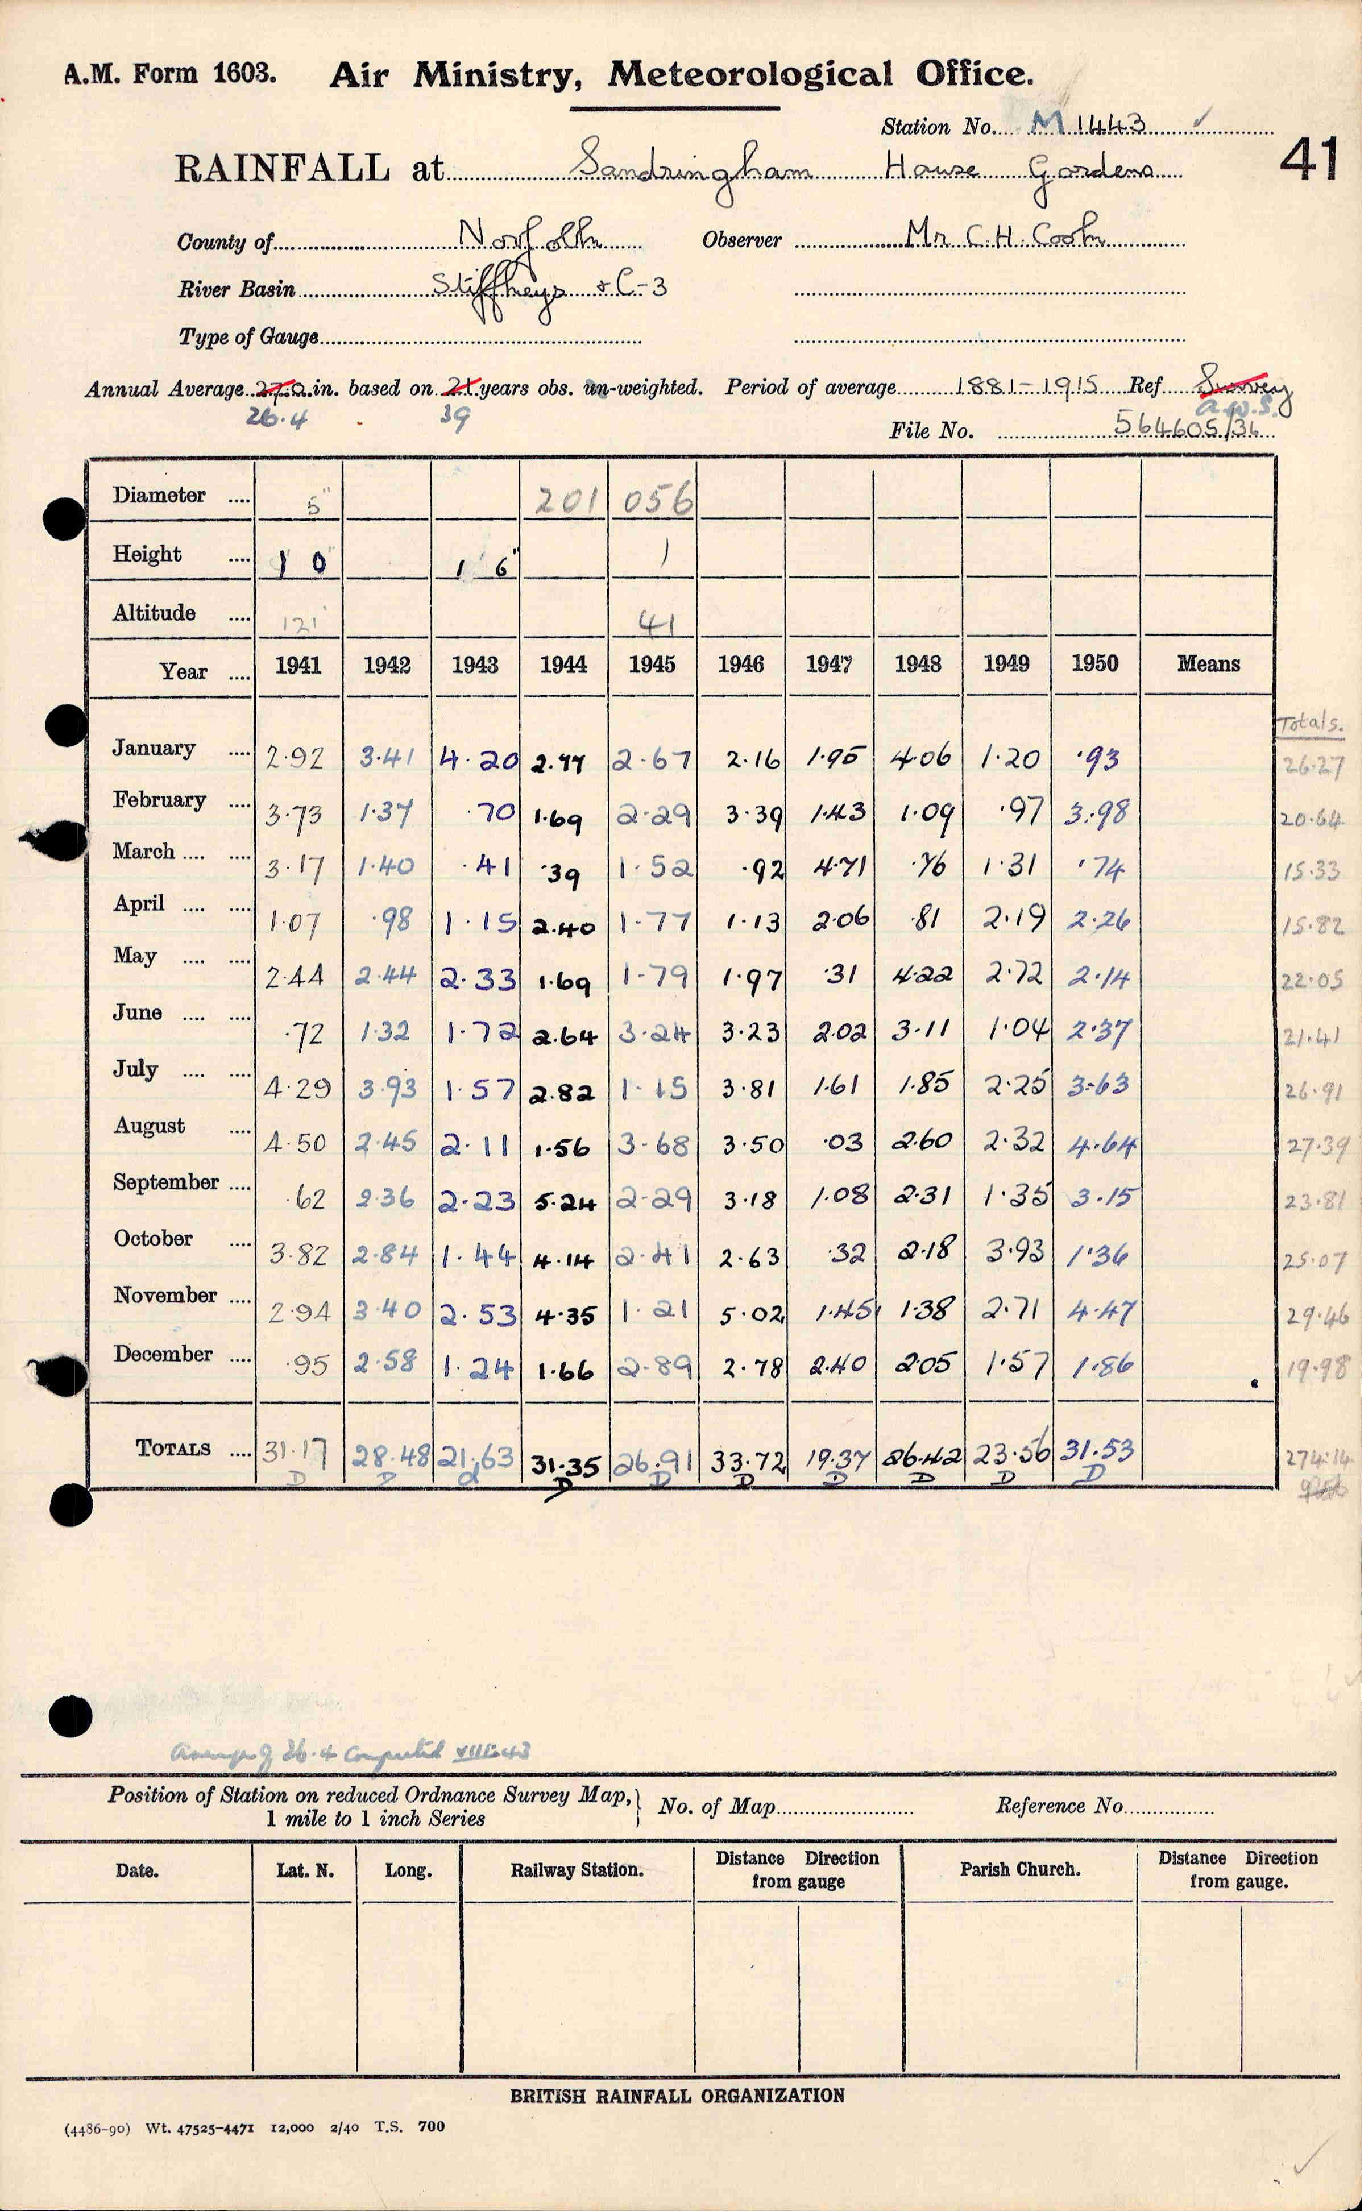 A.M. Form 1603. Air Ministry, Meteorological Office.
Station No. M 1443 ✓
RAINFALL at Sandringham House Gardens 41
County of Norfolk Observer Mr C.H. Cook
River Basin Stiffkeys & C-3
Type of Gauge
Annual Average 27.0 in. based on 21 years obs. un-weighted. Period of average 1881-1915 Ref Survey
26.4 39 a.w.s.
File No. 564605/36
Diameter .... 5" 201 056
Height .... 1 0" 1 6" 1
Altitude .... 121' 41
Year .... 1941 1942 1943 1944 1945 1946 1947 1948 1949 1950 Means
Totals.
January .... 2.92 3.41 4.20 2.77 2.67 2.16 1.95 4.06 1.20 .93 26.27
February .... 3.73 1.37 .70 1.69 2.29 3.39 1.43 1.09 .97 3.98 20.64
March .... .... 3.17 1.40 .41 .39 1.52 .92 4.71 .76 1.31 .74 15.33
April .... .... 1.07 .98 1.15 2.40 1.77 1.13 2.06 .81 2.19 2.26 15.82
May .... .... 2.44 2.44 2.33 1.69 1.79 1.97 .31 4.22 2.72 2.14 22.05
June .... .... .72 1.32 1.72 2.64 3.24 3.23 2.02 3.11 1.04 2.37 21.41
July .... .... 4.29 3.93 1.57 2.82 1.15 3.81 1.61 1.85 2.25 3.63 26.91
August .... 4.50 2.45 2.11 1.56 3.68 3.50 .03 2.60 2.32 4.64 27.39
September .... .62 2.36 2.23 5.24 2.29 3.18 1.08 2.31 1.35 3.15 23.81
October .... 3.82 2.84 1.44 4.14 2.41 2.63 .32 2.18 3.93 1.36 25.07
November .... 2.94 3.40 2.53 4.35 1.21 5.02 1.45 1.38 2.71 4.47 29.46
December .... .95 2.58 1.24 1.66 2.89 2.78 2.40 2.05 1.57 1.86 19.98
TOTALS .... 31.17 28.48 21.63 31.35 26.91 33.72 19.37 26.42 23.56 31.53 274.14
D D d D D D D D D D
Average of 26.4 computed VIII.43
Position of Station on reduced Ordnance Survey Map,} No. of Map Reference No.
1 mile to 1 inch Series
Date. Lat. N. Long. Railway Station. Distance Direction from gauge Parish Church. Distance Direction from gauge.
BRITISH RAINFALL ORGANIZATION
(4486-90) Wt. 47525-4471 12,000 2/40 T.S. 700